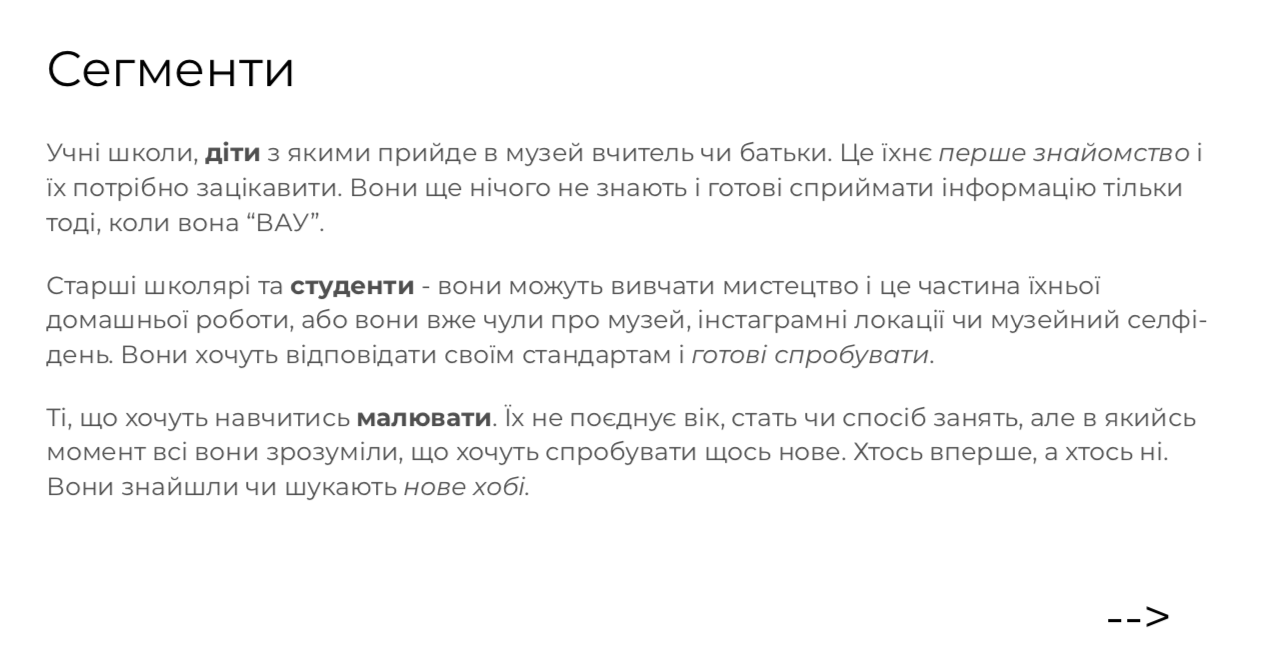 Сегменти
Учні школи, діти з якими прийде в музей вчитель чи батьки. Це їхнє перше знайомство і
їх потрібно зацікавити. Вони ще нічого не знають і готові сприймати інформацію тільки
тоді, коли вона “ВАУ”.
Старші школярі та студенти - вони можуть вивчати мистецтво і це частина їхньої
домашньої роботи, або вони вже чули про музей, інстаграмні локації чи музейний селфі-
день. Вони хочуть відповідати своїм стандартам і готові спробувати.
Ті, що хочуть навчитись малювати. Їх не поєднує вік, стать чи спосіб занять, але в якийсь
момент всі вони зрозуміли, що хочуть спробувати щось нове. Хтось вперше, а хтось ні.
Вони знайшли чи шукають нове хобі.
-->